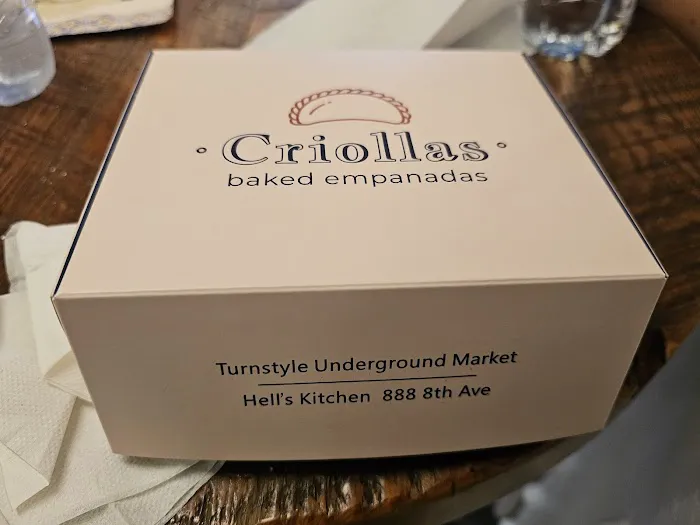 Criollas
baked empanadas
Turnstyle Underground Market
Hell's Kitchen 888 8th Ave